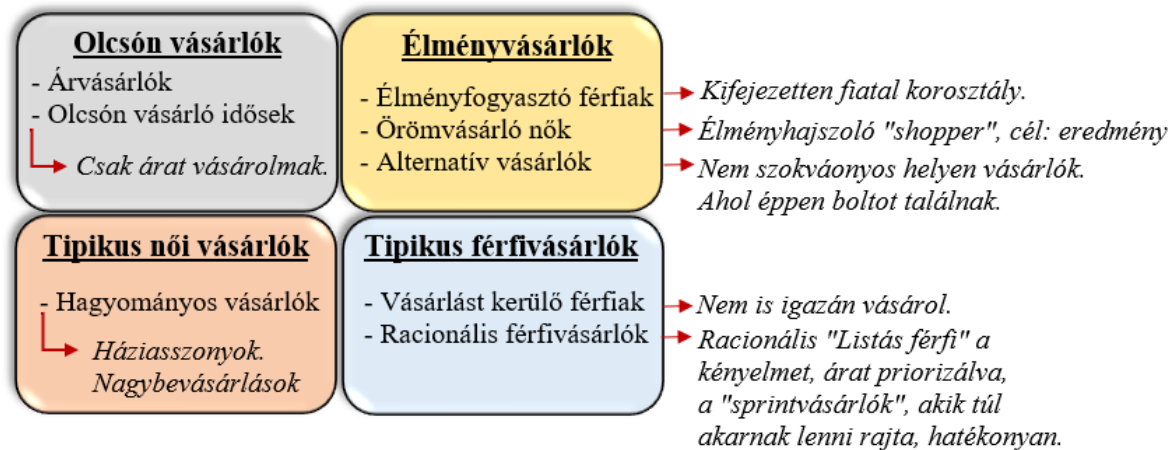 Olcsón vásárlók
- Árvásárlók
- Olcsón vásárló idősek
Csak árat vásárolmak.
Élményvásárlók
- Élményfogyasztó férfiak
- Örömvásárló nők
- Alternatív vásárlók
Kifejezetten fiatal korosztály.
Élményhajszoló "shopper", cél: eredmény
Nem szokváonyos helyen vásárlók.
Ahol éppen boltot találnak.
Tipikus női vásárlók
- Hagyományos vásárlók
Háziasszonyok.
Nagybevásárlások
Tipikus férfivásárlók
- Vásárlást kerülő férfiak
- Racionális férfivásárlók
Nem is igazán vásárol.
Racionális "Listás férfi" a
kényelmet, árat priorizálva,
a "sprintvásárlók", akik túl
akarnak lenni rajta, hatékonyan.